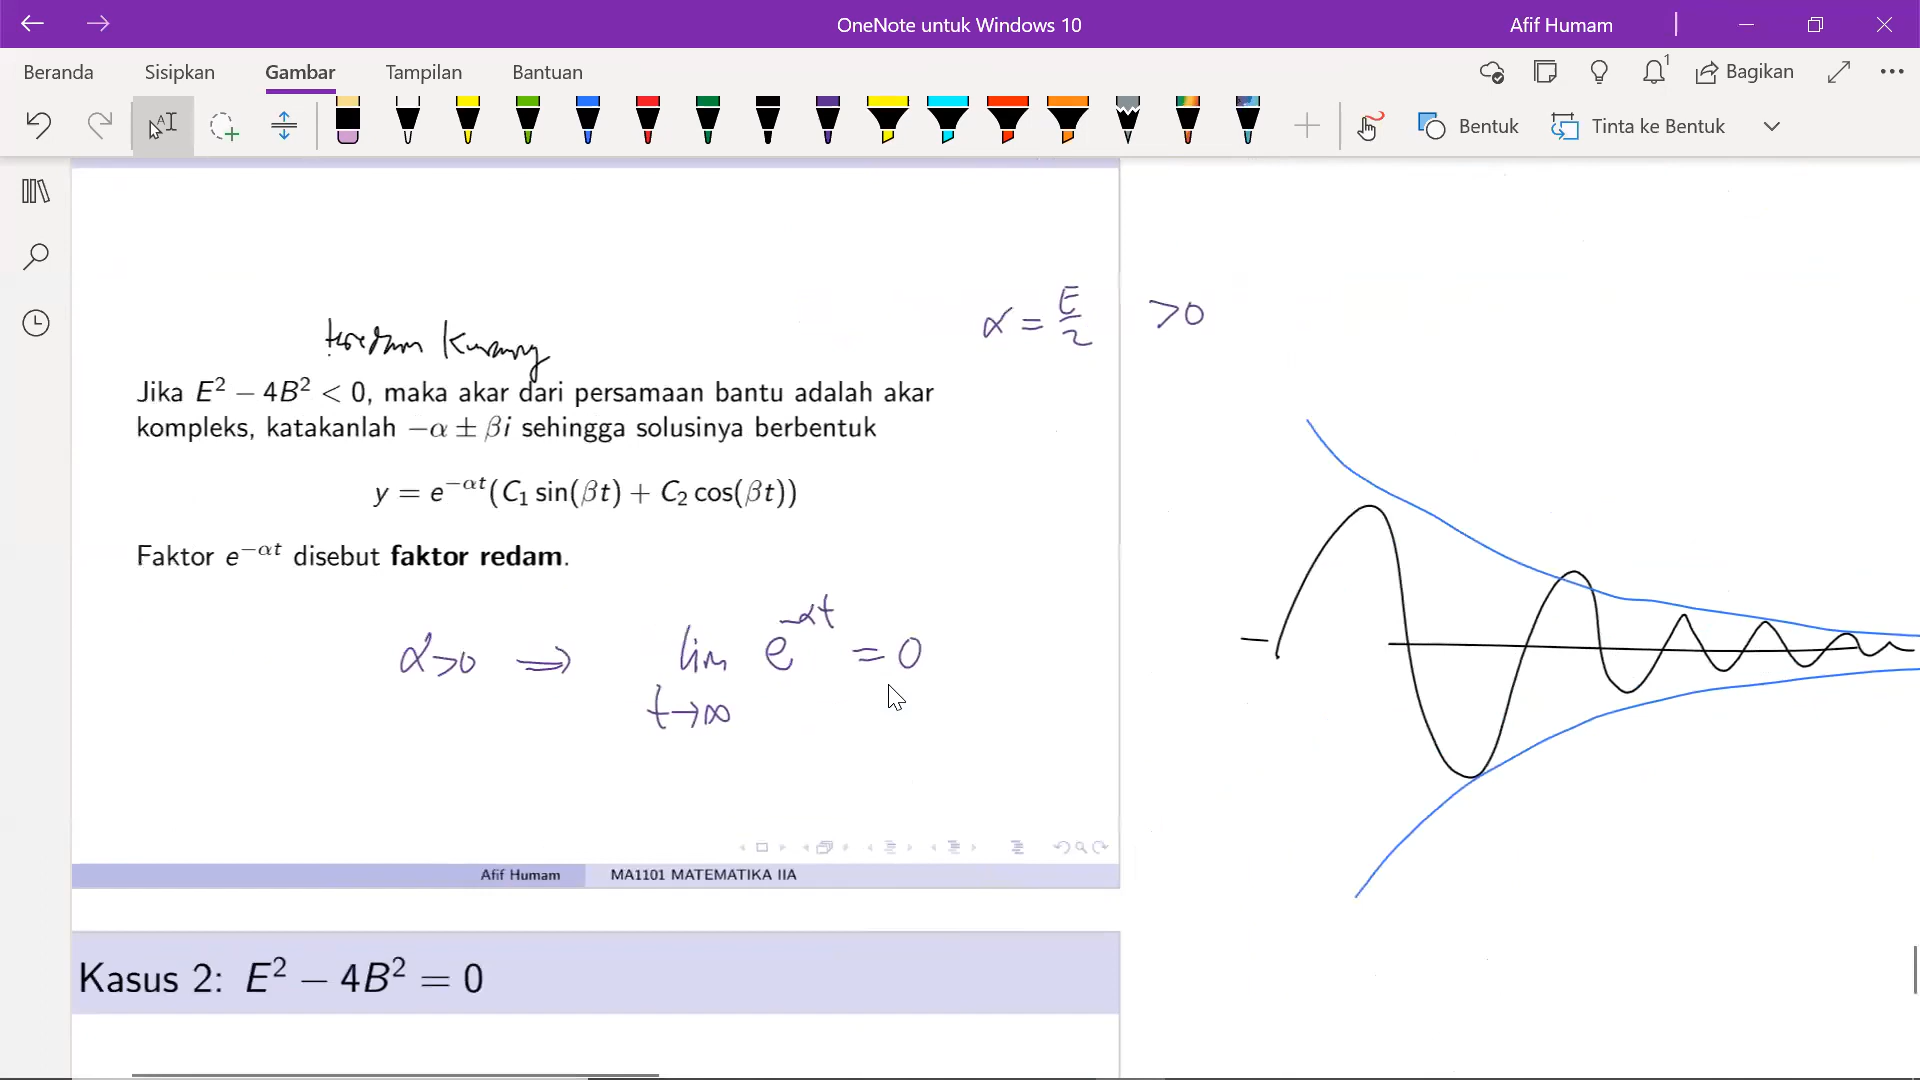 OneNote untuk Windows 10
Afif Humam
Beranda
Sisipkan
Gambar
Tampilan
Bantuan
1
Bagikan
Bentuk
Tinta ke Bentuk
α = E/2 > 0
teredam kurang
Jika E² − 4B² < 0, maka akar dari persamaan bantu adalah akar
kompleks, katakanlah −α ± βi sehingga solusinya berbentuk
y = e^{−αt}(C₁ sin(βt) + C₂ cos(βt))
Faktor e^{−αt} disebut faktor redam.
α>0 ⟹ lim e^{−αt} = 0
t→∞
Afif Humam
MA1101 MATEMATIKA IIA
Kasus 2: E² − 4B² = 0